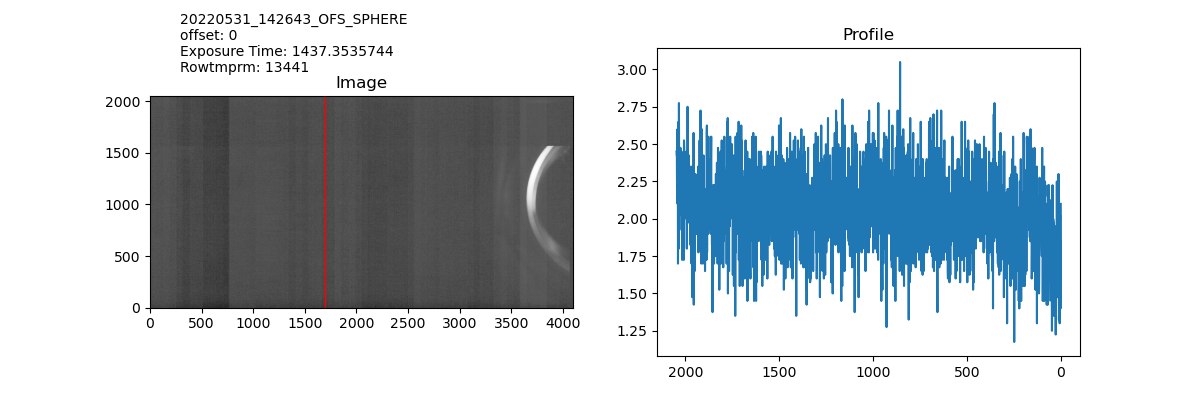 20220531_142643_OFS_SPHERE
offset: 0
Exposure Time: 1437.3535744
Rowtmprm: 13441
Image
2000
1500
1000
500
0
0 500 1000 1500 2000 2500 3000 3500 4000
Profile
3.00
2.75
2.50
2.25
2.00
1.75
1.50
1.25
2000 1500 1000 500 0